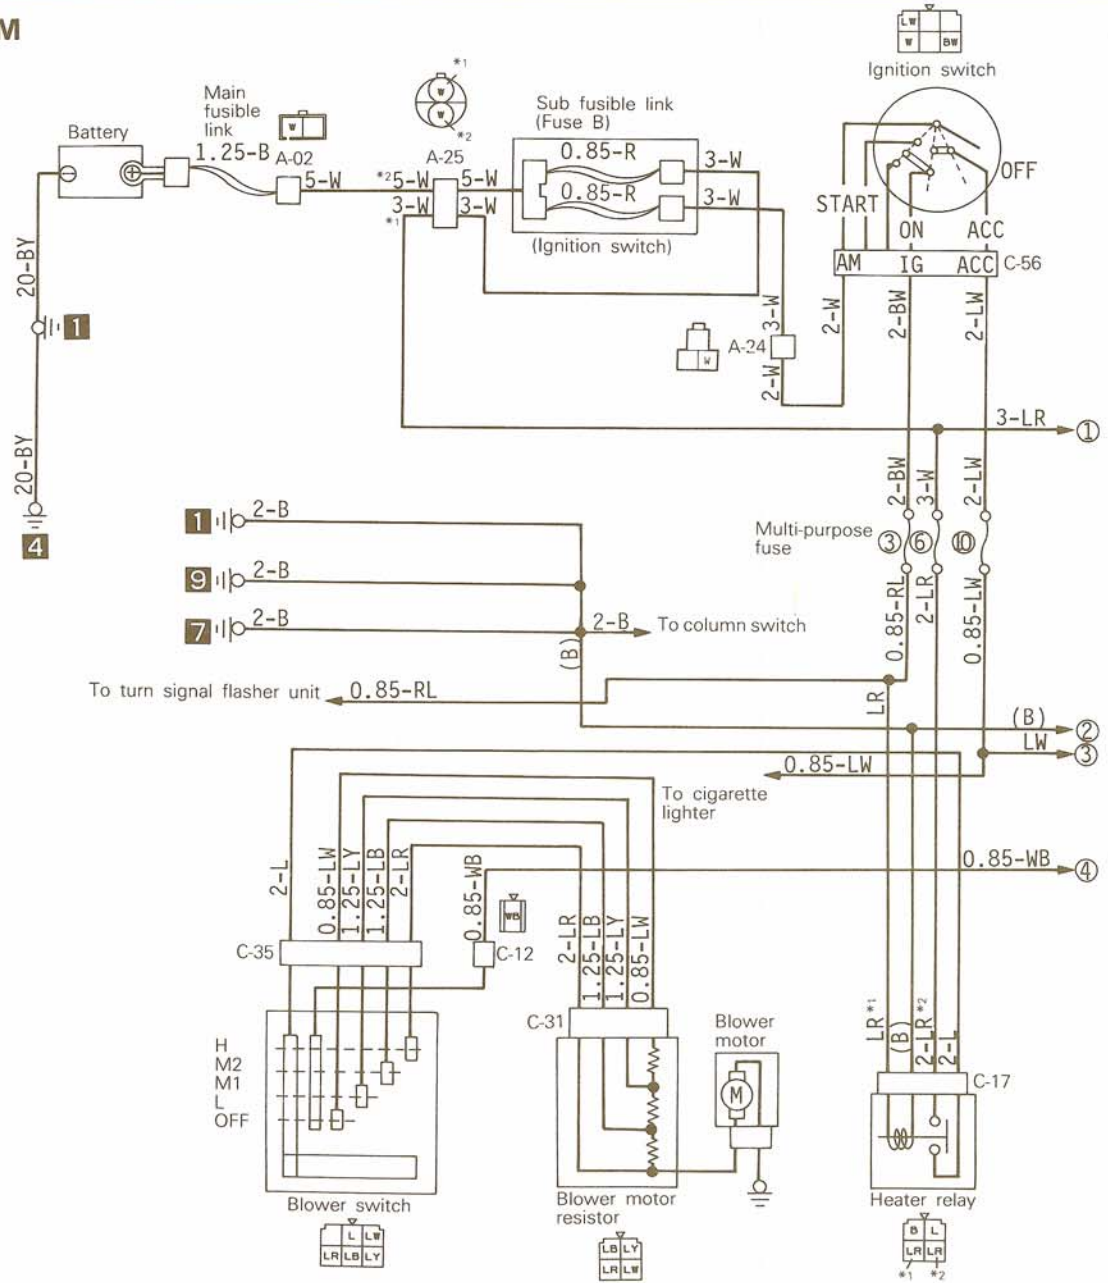 M
LW
W BW
Ignition switch
*1
W
W
*2
Main
fusible
link
W
Battery
1.25-B
A-02
5-W
*2 5-W
3-W
*1
A-25
5-W
3-W
Sub fusible link
(Fuse B)
0.85-R
0.85-R
3-W
3-W
(Ignition switch)
OFF
START
ON
ACC
AM IG ACC
C-56
20-BY
1
20-BY
4
3-W
W
A-24
2-W
2-W
2-BW
2-LW
3-LR
1
2-BW
3-W
2-LW
Multi-purpose
fuse
3
6
10
0.85-RL
2-LR
0.85-LW
1
2-B
9
2-B
7
2-B
2-B
To column switch
(B)
To turn signal flasher unit
0.85-RL
LR
(B)
2
LW
3
0.85-LW
To cigarette
lighter
0.85-WB
4
2-L
0.85-LW
1.25-LY
1.25-LB
2-LR
0.85-WB
WB
C-35
C-12
2-LR
1.25-LB
1.25-LY
0.85-LW
C-31
Blower
motor
M
LR*1
(B)
2-LR*2
2-L
C-17
H
M2
M1
L
OFF
Blower switch
L LW
LR LB LY
Blower motor
resistor
LB LY
LR LW
Heater relay
B L
LR LR
*1 *2